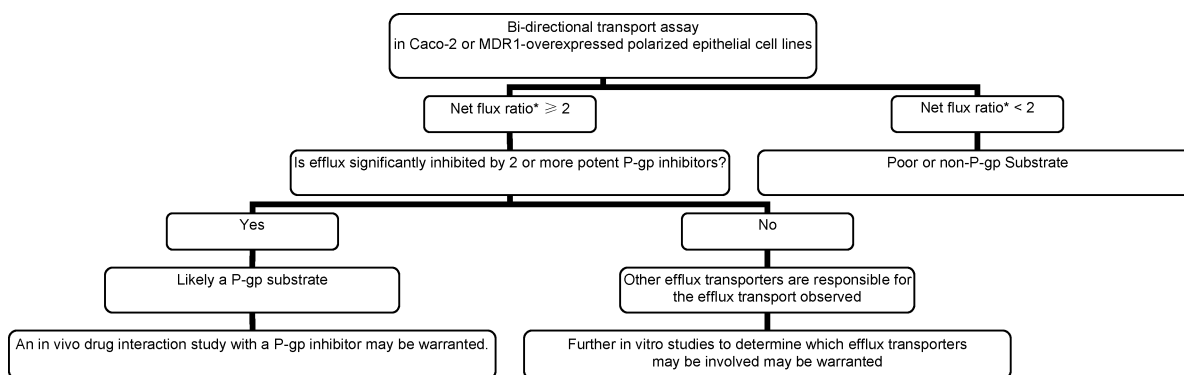 Bi-directional transport assay
in Caco-2 or MDR1-overexpressed polarized epithelial cell lines
Net flux ratio* ≥ 2
Net flux ratio* < 2
Is efflux significantly inhibited by 2 or more potent P-gp inhibitors?
Poor or non-P-gp Substrate
Yes
No
Likely a P-gp substrate
Other efflux transporters are responsible for
the efflux transport observed
An in vivo drug interaction study with a P-gp inhibitor may be warranted.
Further in vitro studies to determine which efflux transporters
may be involved may be warranted